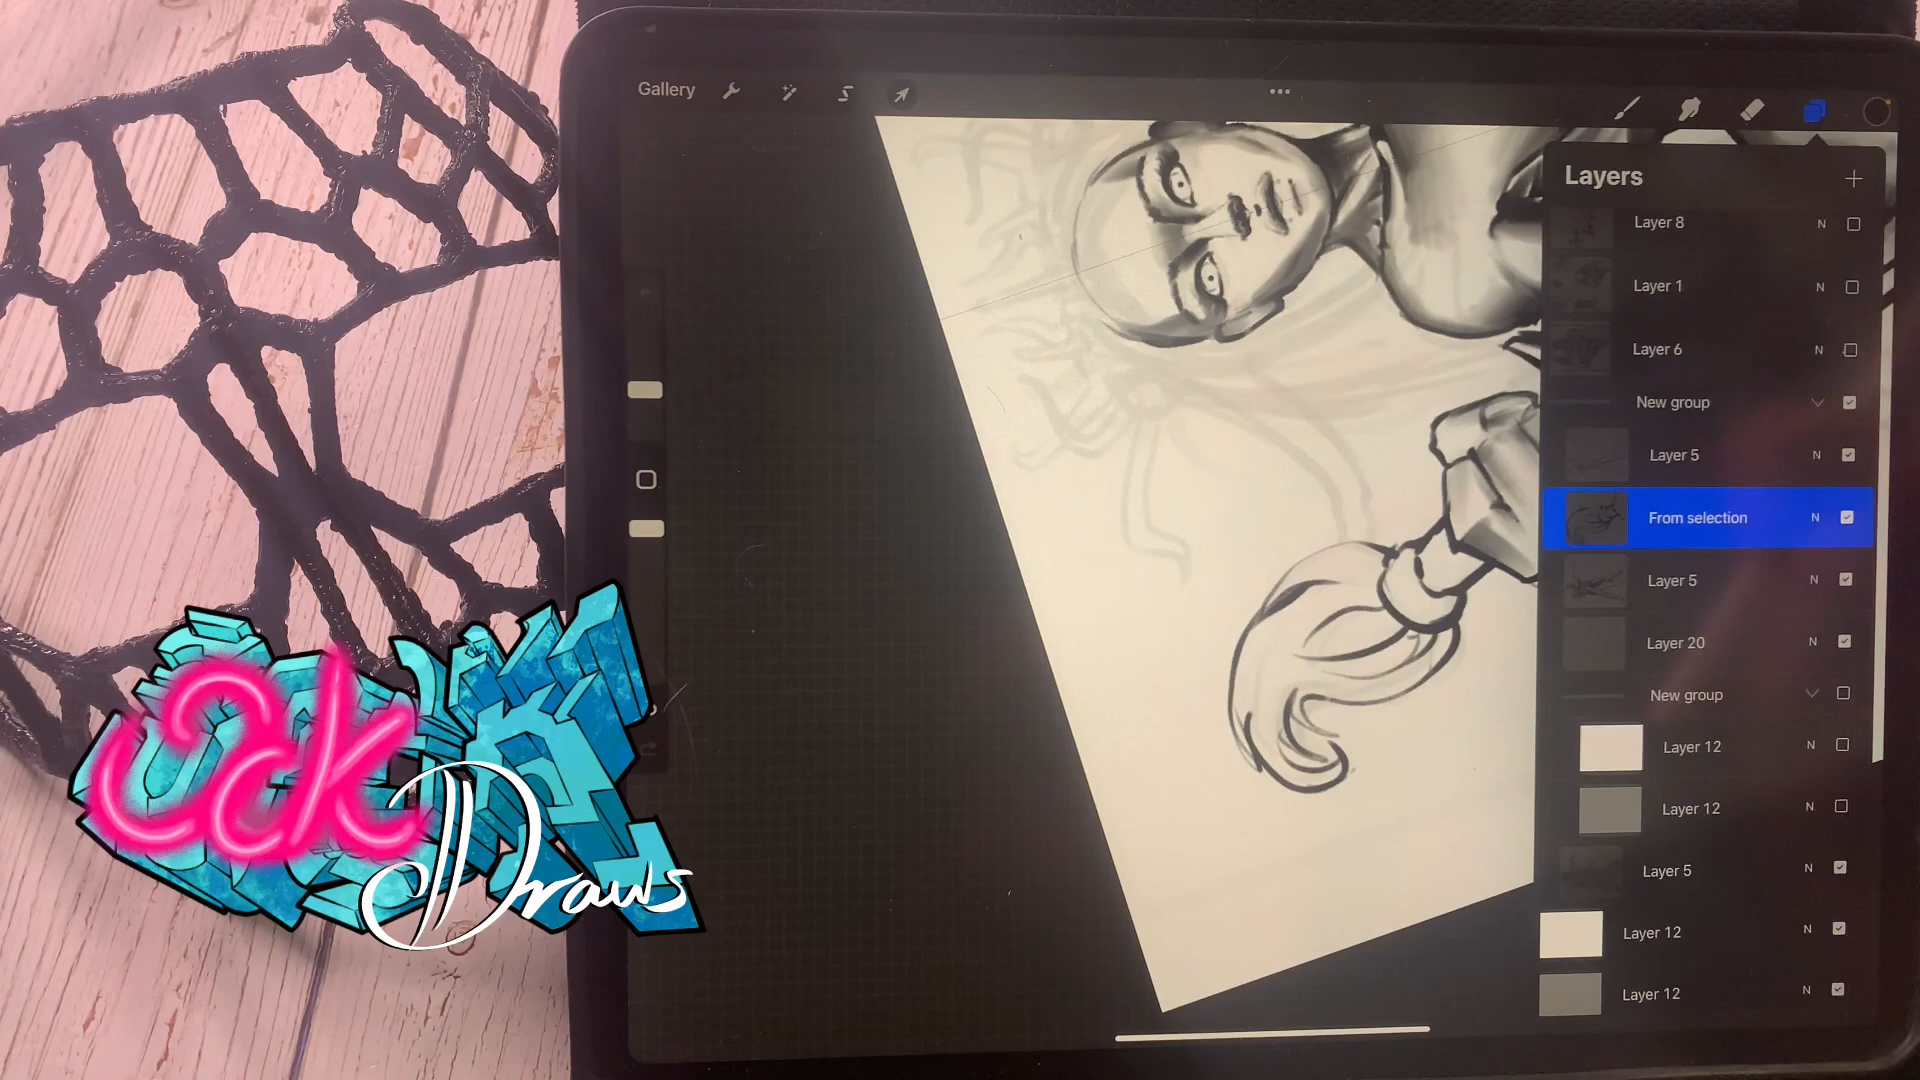 Gallery
Layers
Layer 8 N
Layer 1 N
Layer 6 N
New group
Layer 5 N
From selection N
Layer 5 N
Layer 20 N
New group
Layer 12 N
Layer 12 N
Layer 5 N
Layer 12 N
Layer 12 N
Draws